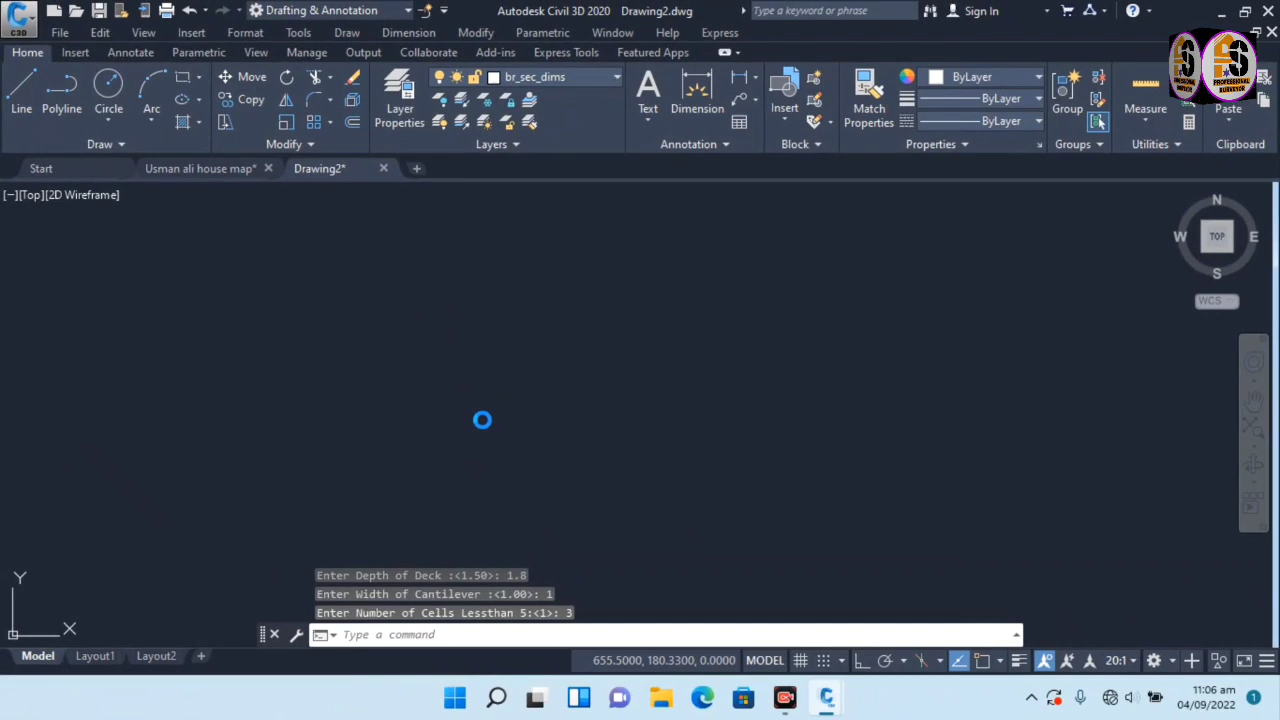 Drafting & Annotation
Autodesk Civil 3D 2020 Drawing2.dwg
Type a keyword or phrase
Sign In
C3D
File Edit View Insert Format Tools Draw Dimension Modify Parametric Window Help Express
Home Insert Annotate Parametric View Manage Output Collaborate Add-ins Express Tools Featured Apps
Line Polyline Circle Arc
Move
Copy
Layer Properties
br_sec_dims
Text Dimension
Insert
Match Properties
ByLayer
ByLayer
ByLayer
Group
Measure
Paste
Draw Modify Layers Annotation Block Properties Groups Utilities Clipboard
PROFESSIONAL
SURVEYOR
Start Usman ali house map* Drawing2*
[−][Top][2D Wireframe]
N
W TOP E
S
WCS
Enter Depth of Deck :<1.50>: 1.8
Enter Width of Cantilever :<1.00>: 1
Enter Number of Cells Lessthan 5:<1>: 3
Type a command
Y
X
Model Layout1 Layout2
655.5000, 180.3300, 0.0000 MODEL
20:1
C3D
11:06 am
04/09/2022
1